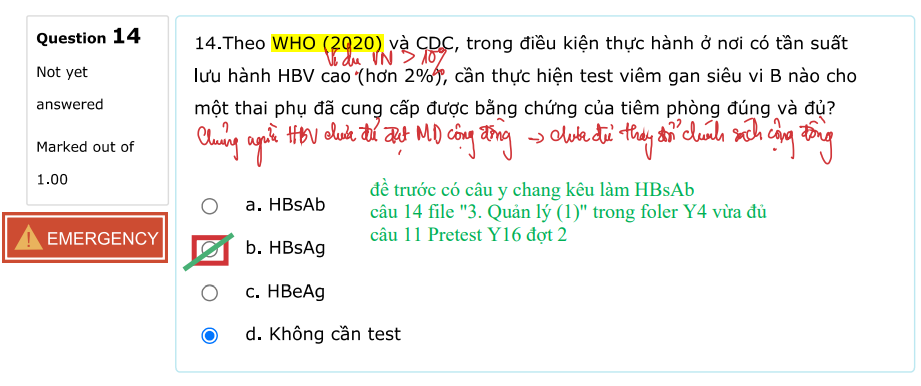 Question 14
Not yet
answered
Marked out of
1.00
⚠ EMERGENCY
14.Theo WHO (2020) và CDC, trong điều kiện thực hành ở nơi có tần suất
Ví dụ VN > 10%
lưu hành HBV cao (hơn 2%), cần thực hiện test viêm gan siêu vi B nào cho
một thai phụ đã cung cấp được bằng chứng của tiêm phòng đúng và đủ?
Chủng ngừa HBV chưa đủ đạt MD cộng đồng → chưa đủ thay đổi chính sách cộng đồng
a. HBsAb
b. HBsAg
c. HBeAg
d. Không cần test
đề trước có câu y chang kêu làm HBsAb
câu 14 file "3. Quản lý (1)" trong foler Y4 vừa đủ
câu 11 Pretest Y16 đợt 2